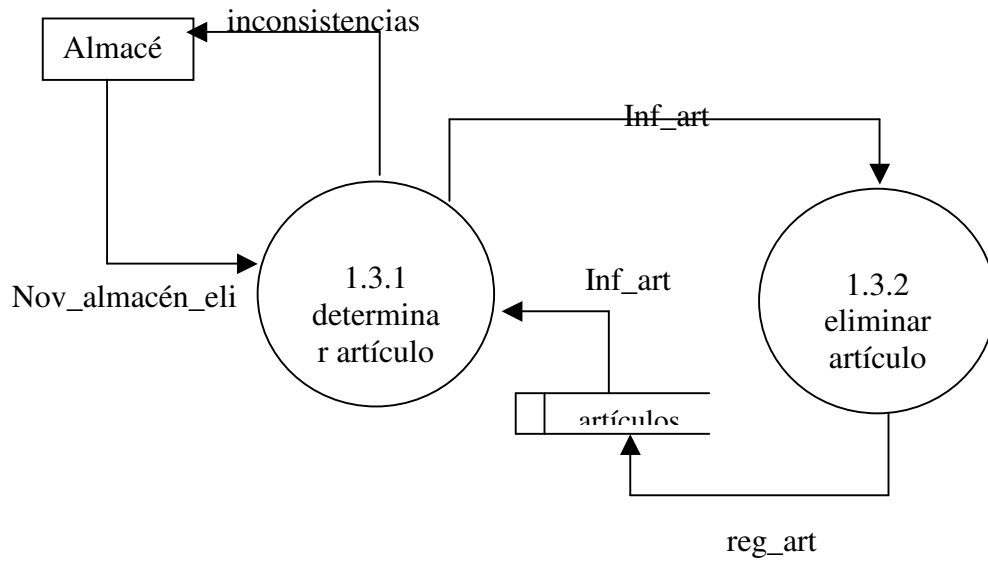 inconsistencias
Almacé
Inf_art
Nov_almacén_eli
1.3.1
determina
r artículo
Inf_art
1.3.2
eliminar
artículo
artículos
reg_art